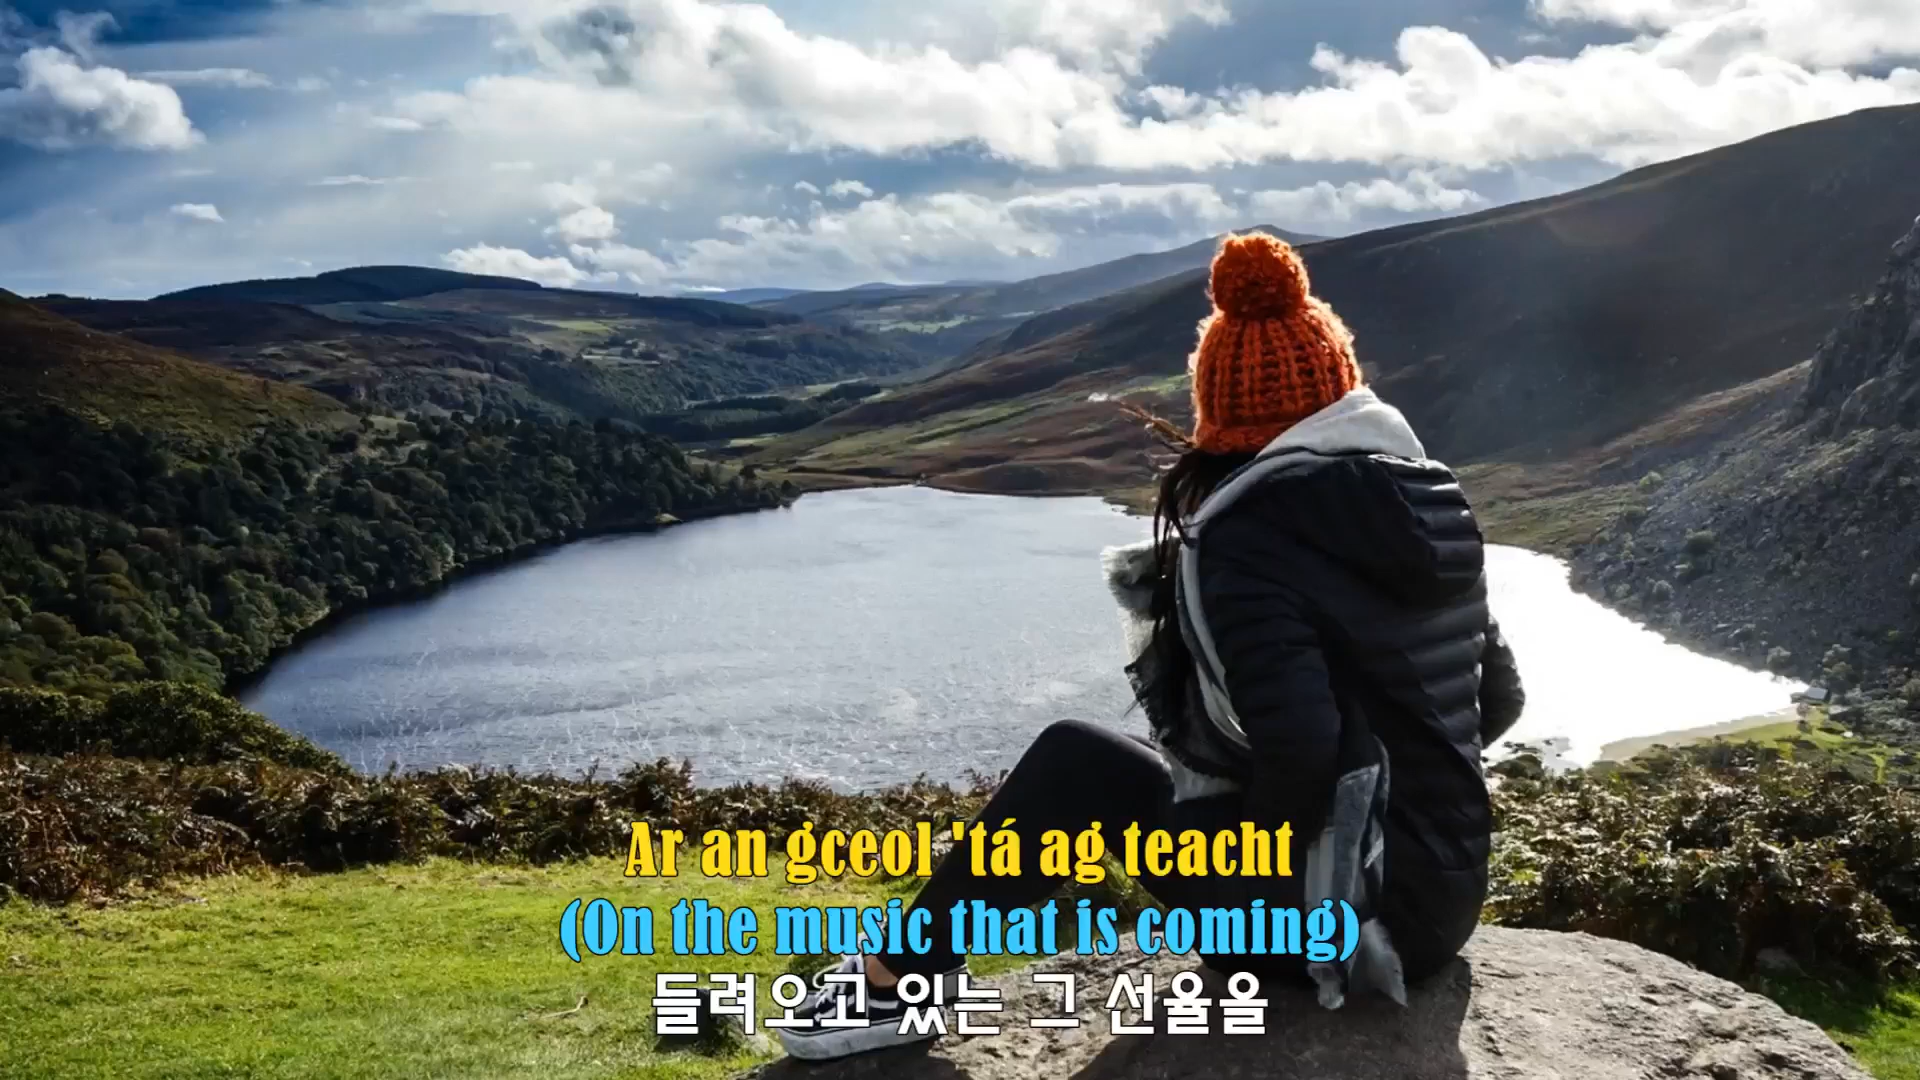 Ar an gceol 'tá ag teacht
(On the music that is coming)
들려오고 있는 그 선율을